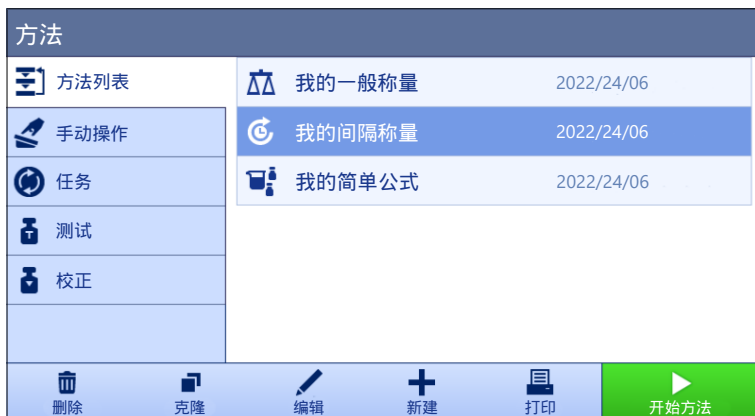 方法
方法列表
手动操作
任务
测试
校正
我的一般称量 2022/24/06
我的间隔称量 2022/24/06
我的简单公式 2022/24/06
删除 克隆 编辑 新建 打印 开始方法